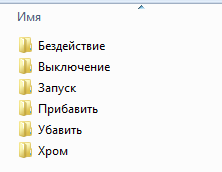 Имя
Бездействие
Выключение
Запуск
Прибавить
Убавить
Хром